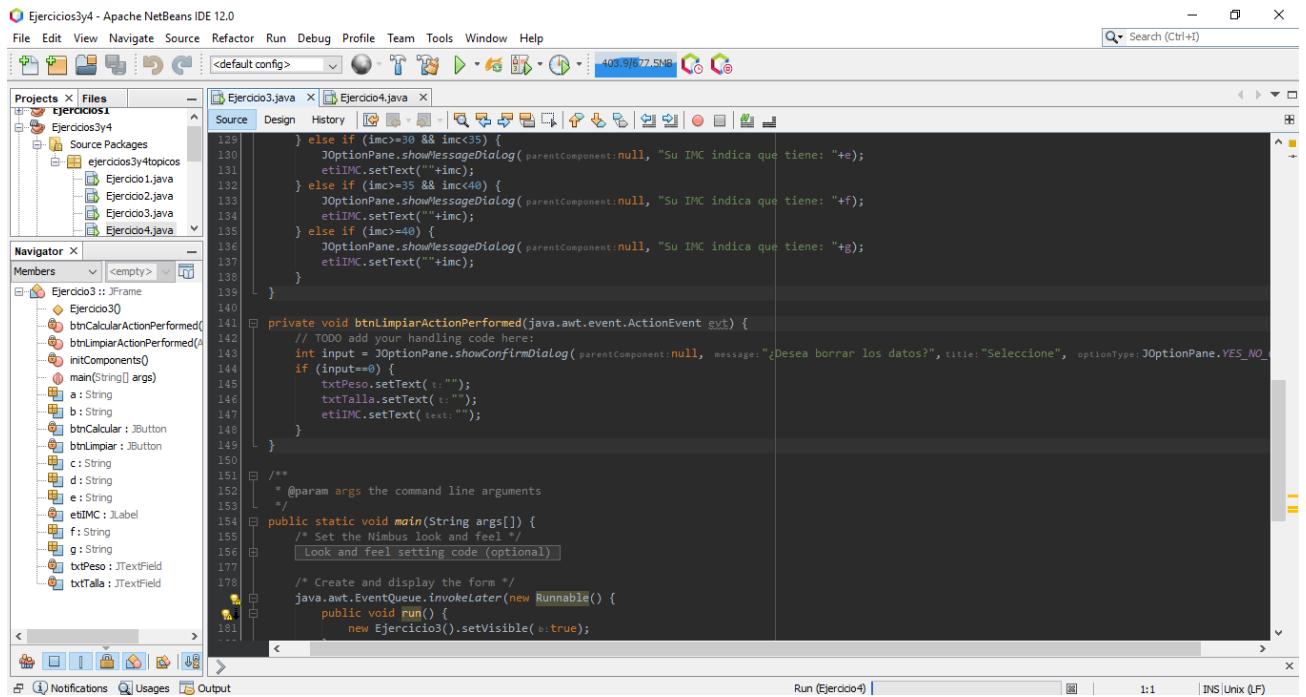 Ejercicios3y4 - Apache NetBeans IDE 12.0
File Edit View Navigate Source Refactor Run Debug Profile Team Tools Window Help
Search (Ctrl+I)
<default config>
403.9/677.5MB
Projects Files
Ejercicios1
Ejercicios3y4
Source Packages
ejercicios3y4topicos
Ejercicio1.java
Ejercicio2.java
Ejercicio3.java
Ejercicio4.java
Navigator
Members <empty>
Ejercicio3 :: JFrame
Ejercicio3()
btnCalcularActionPerformed(
btnLimpiarActionPerformed(A
initComponents()
main(String[] args)
a : String
b : String
btnCalcular : JButton
btnLimpiar : JButton
c : String
d : String
e : String
etiIMC : JLabel
f : String
g : String
txtPeso : JTextField
txtTalla : JTextField
Ejercicio3.java Ejercicio4.java
Source Design History
129 } else if (imc>=30 && imc<35) {
130 JOptionPane.showMessageDialog( parentComponent: null, "Su IMC indica que tiene: "+e);
131 etiIMC.setText(""+imc);
132 } else if (imc>=35 && imc<40) {
133 JOptionPane.showMessageDialog( parentComponent: null, "Su IMC indica que tiene: "+f);
134 etiIMC.setText(""+imc);
135 } else if (imc>=40) {
136 JOptionPane.showMessageDialog( parentComponent: null, "Su IMC indica que tiene: "+g);
137 etiIMC.setText(""+imc);
138 }
139 }
140
141 private void btnLimpiarActionPerformed(java.awt.event.ActionEvent evt) {
142 // TODO add your handling code here:
143 int input = JOptionPane.showConfirmDialog( parentComponent: null, message: "¿Desea borrar los datos?", title: "Seleccione", optionType: JOptionPane.YES_NO_
144 if (input==0) {
145 txtPeso.setText( t: "");
146 txtTalla.setText( t: "");
147 etiIMC.setText( text: "");
148 }
149 }
150
151 /**
152 * @param args the command line arguments
153 */
154 public static void main(String args[]) {
155 /* Set the Nimbus look and feel */
156 Look and feel setting code (optional)
177
178 /* Create and display the form */
java.awt.EventQueue.invokeLater(new Runnable() {
public void run() {
181 new Ejercicio3().setVisible( b: true);
Notifications Usages Output
Run (Ejercicio4)
1:1
INS Unix (LF)